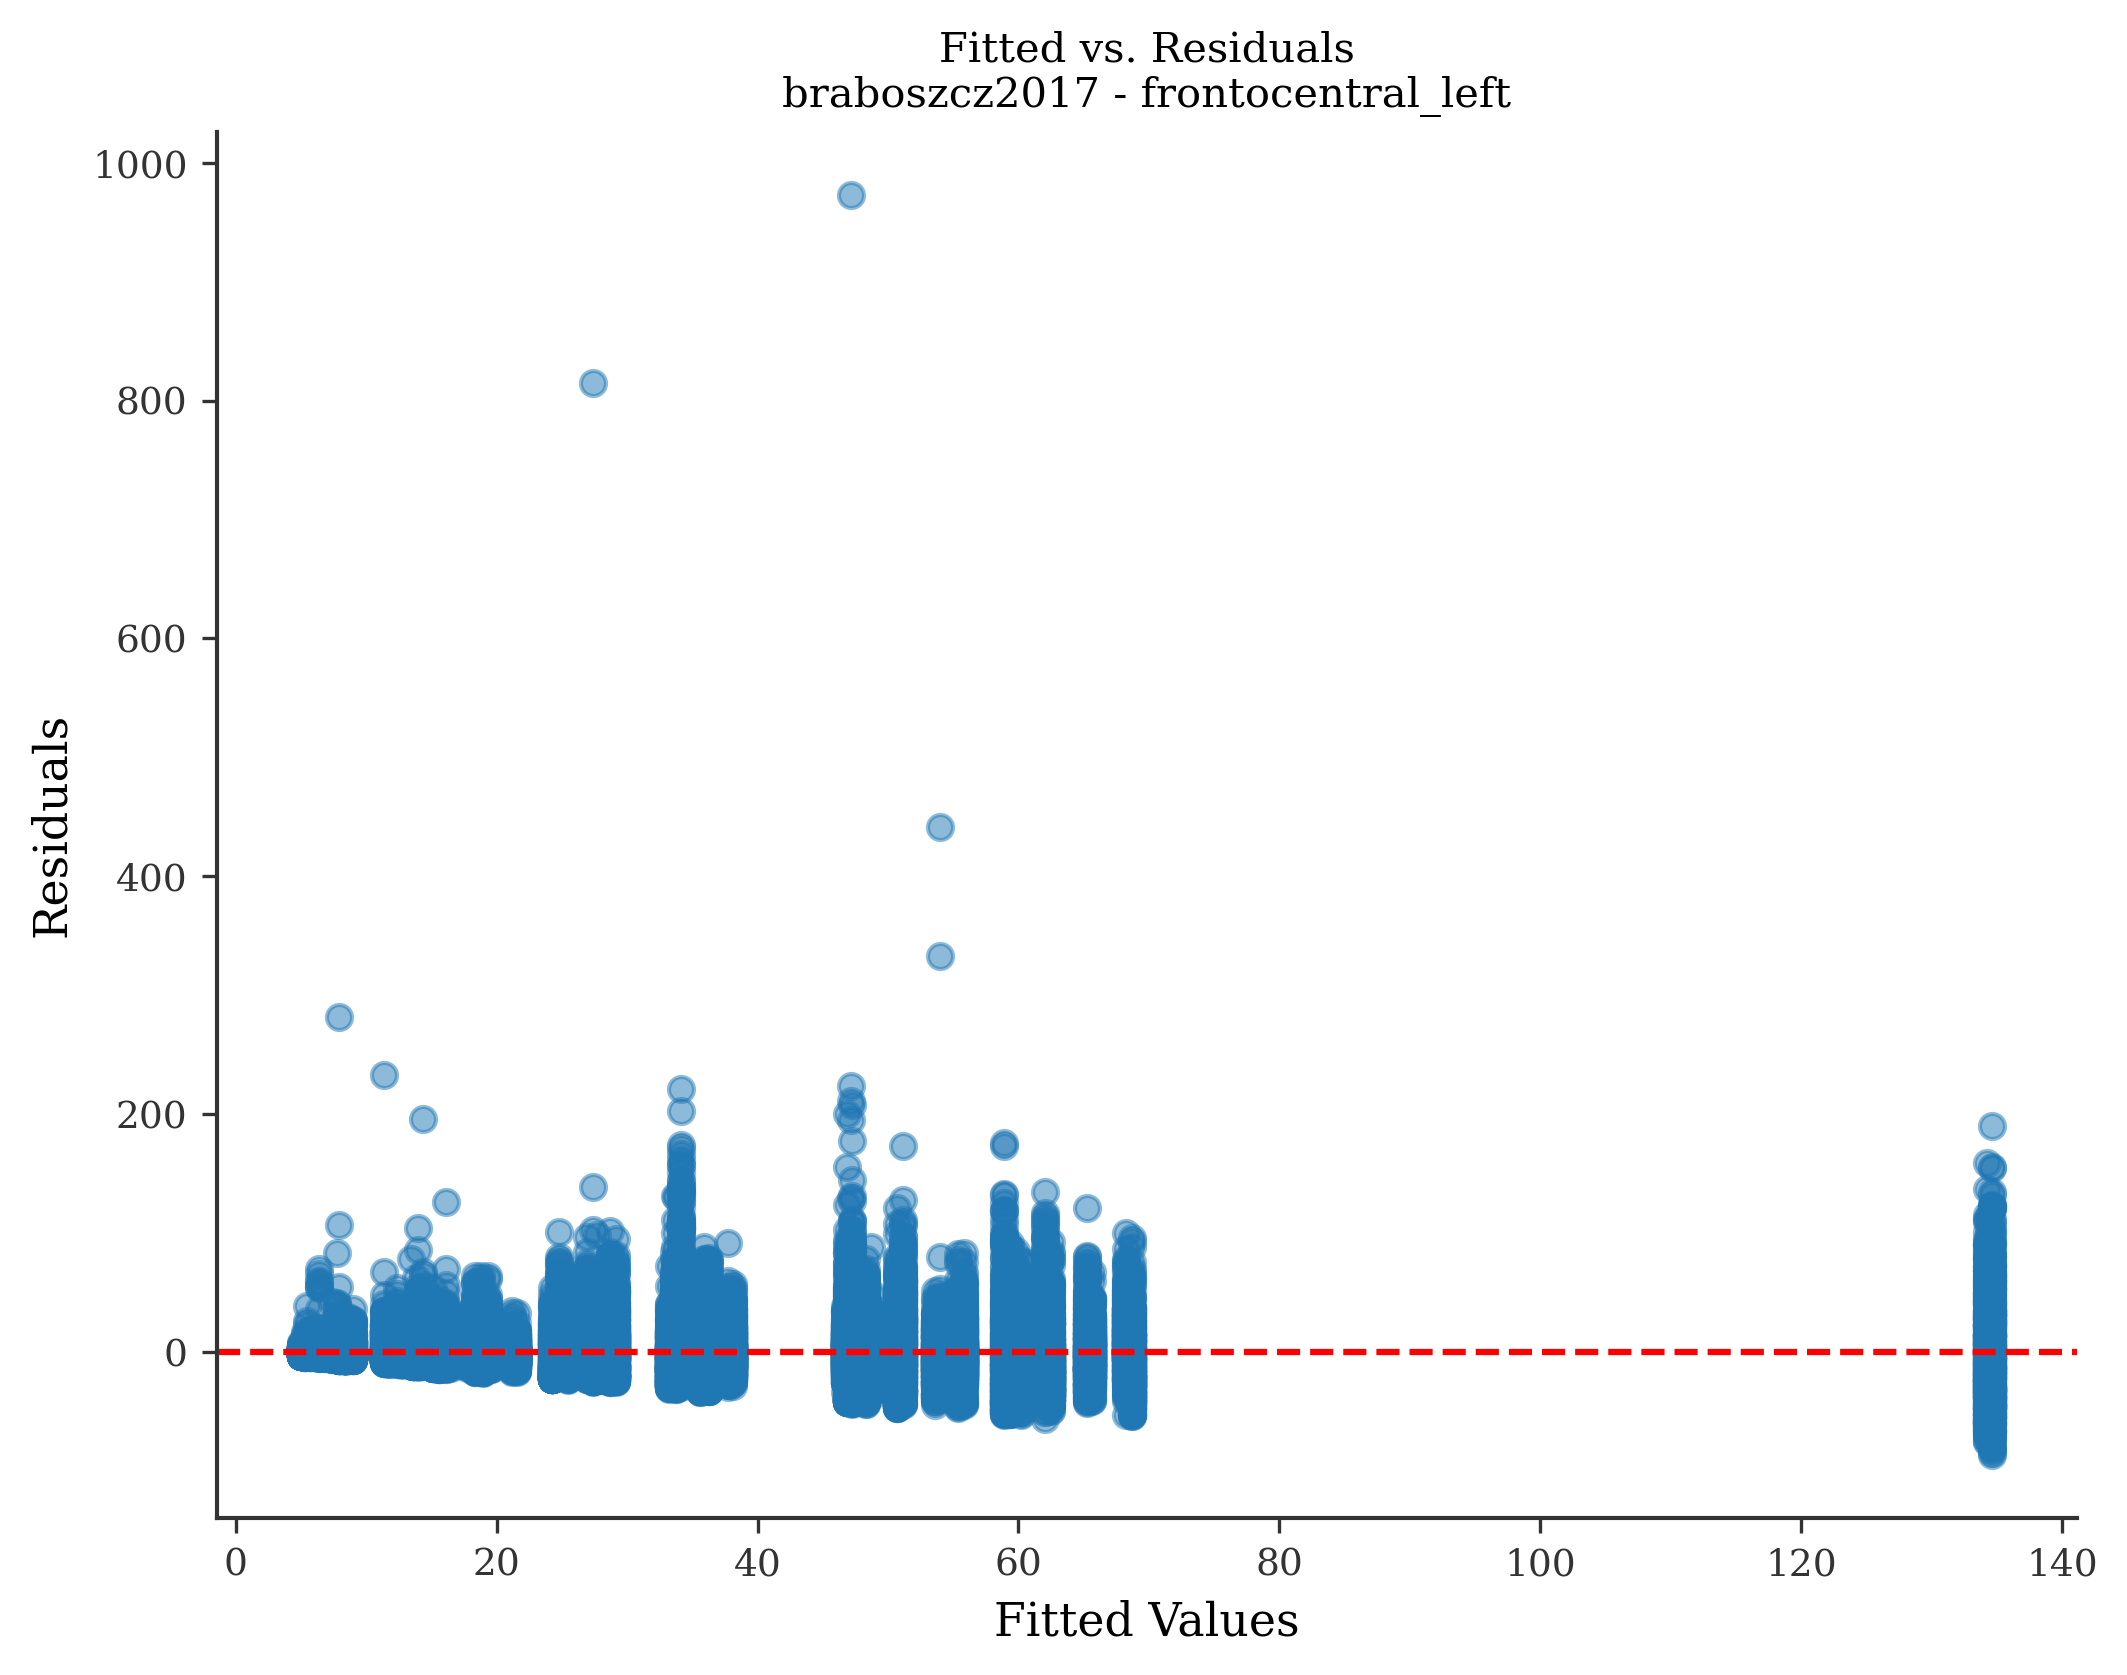 Fitted vs. Residuals
braboszcz2017 - frontocentral_left
1000
800
600
400
200
0
Residuals
0 20 40 60 80 100 120 140
Fitted Values